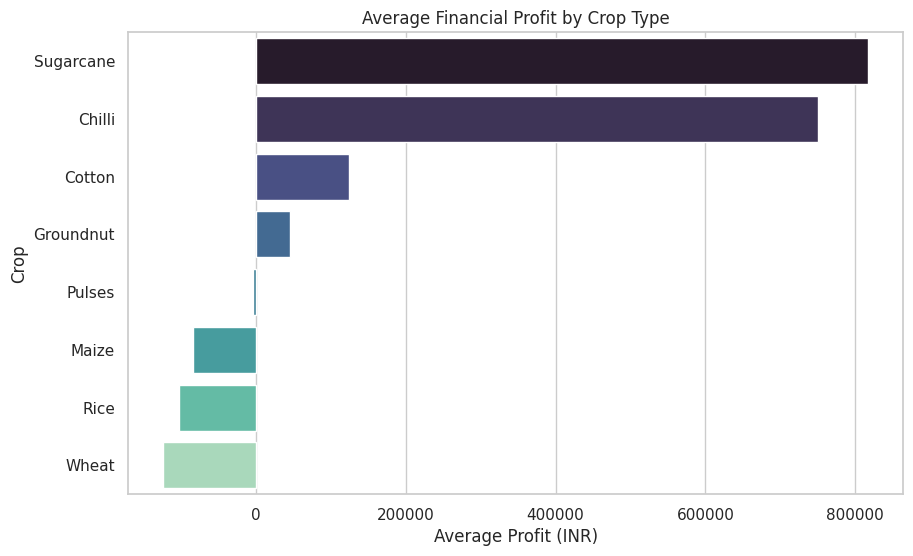 Average Financial Profit by Crop Type
Crop
Sugarcane
Chilli
Cotton
Groundnut
Pulses
Maize
Rice
Wheat
0 200000 400000 600000 800000
Average Profit (INR)